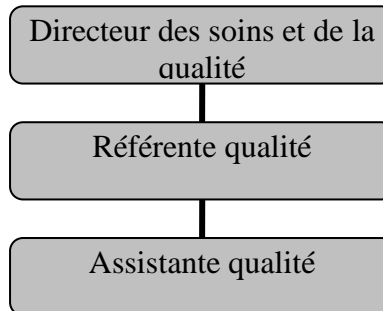 Directeur des soins et de la
qualité
Référente qualité
Assistante qualité